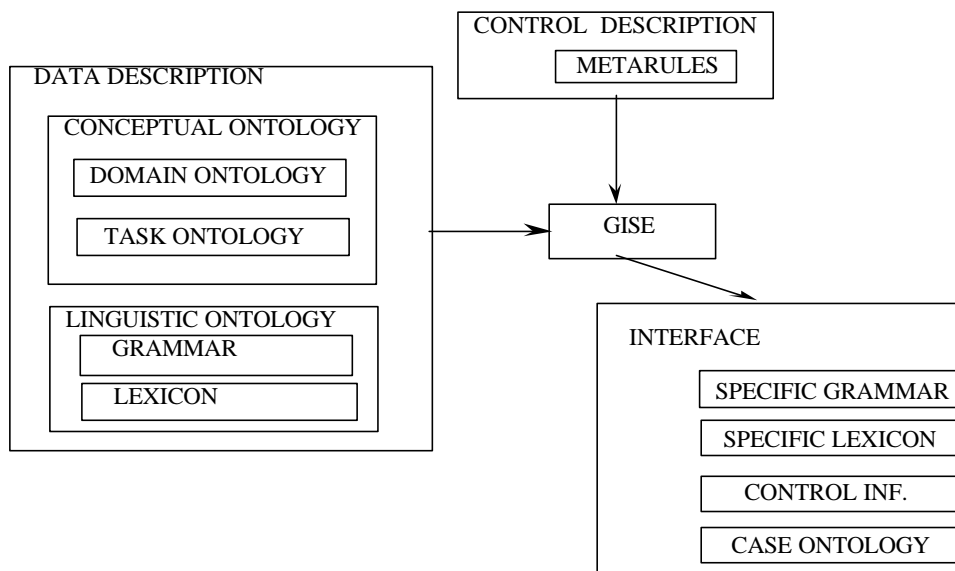 CONTROL DESCRIPTION
METARULES
DATA DESCRIPTION
CONCEPTUAL ONTOLOGY
DOMAIN ONTOLOGY
TASK ONTOLOGY
LINGUISTIC ONTOLOGY
GRAMMAR
LEXICON
GISE
INTERFACE
SPECIFIC GRAMMAR
SPECIFIC LEXICON
CONTROL INF.
CASE ONTOLOGY